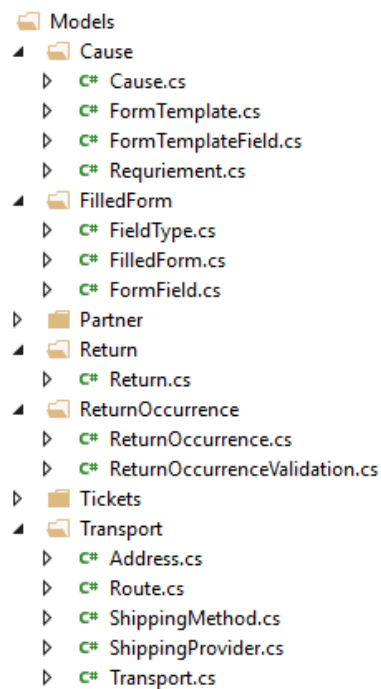 Models
Cause
C# Cause.cs
C# FormTemplate.cs
C# FormTemplateField.cs
C# Requriement.cs
FilledForm
C# FieldType.cs
C# FilledForm.cs
C# FormField.cs
Partner
Return
C# Return.cs
ReturnOccurrence
C# ReturnOccurrence.cs
C# ReturnOccurrenceValidation.cs
Tickets
Transport
C# Address.cs
C# Route.cs
C# ShippingMethod.cs
C# ShippingProvider.cs
C# Transport.cs